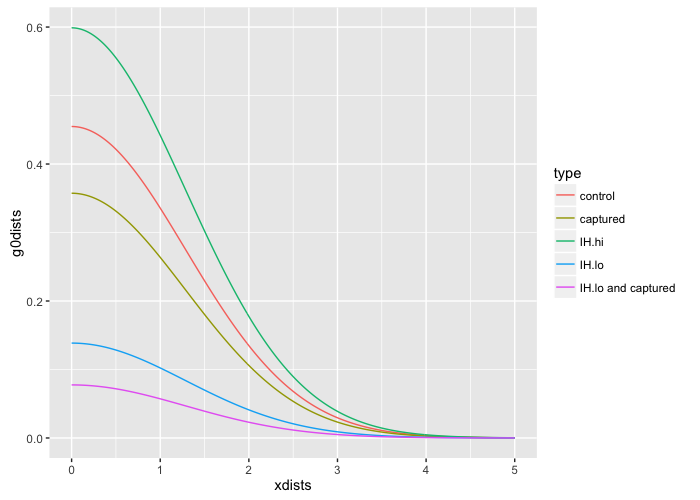 g0dists
0.6
0.4
0.2
0.0
0 1 2 3 4 5
xdists
type
control
captured
IH.hi
IH.lo
IH.lo and captured